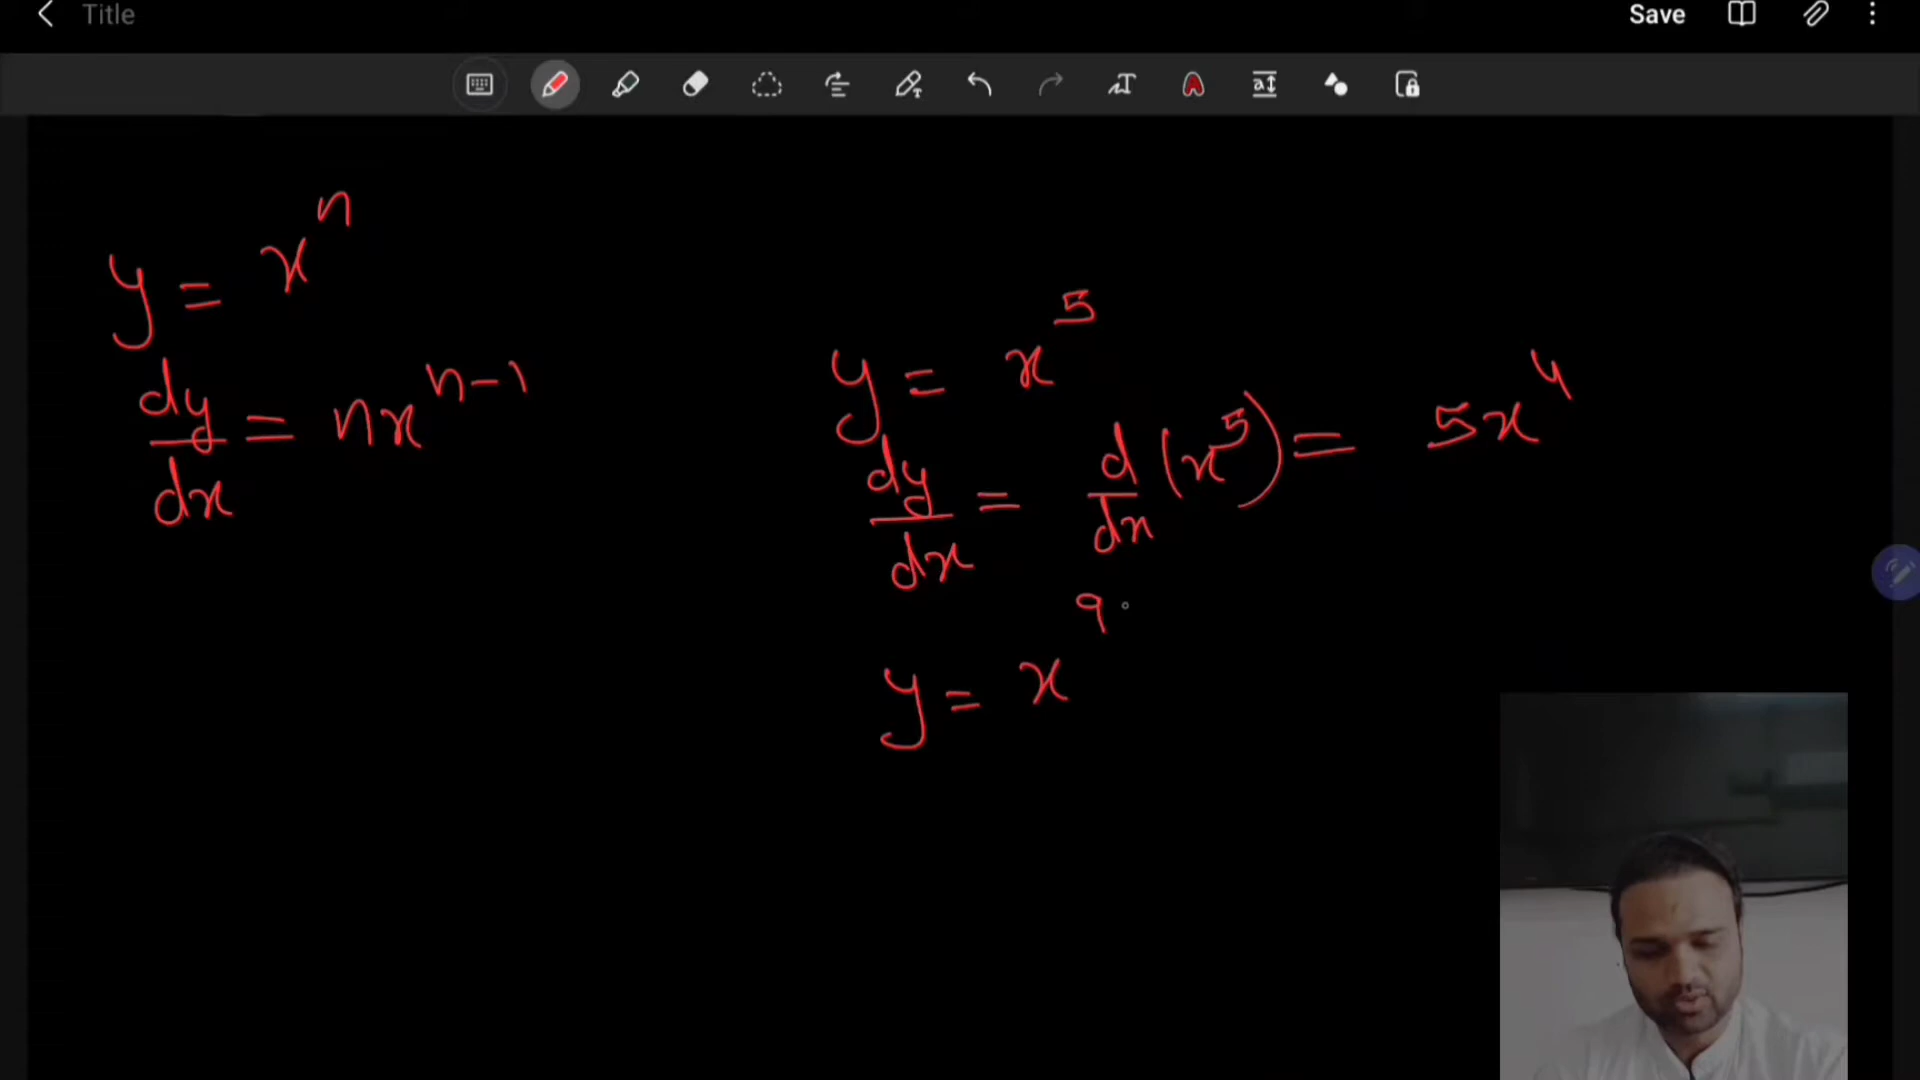 Title
Save
y = x^n
dy/dx = nx^(n-1)
y = x^5
dy/dx = d/dx (x^5) = 5x^4
y = x^9